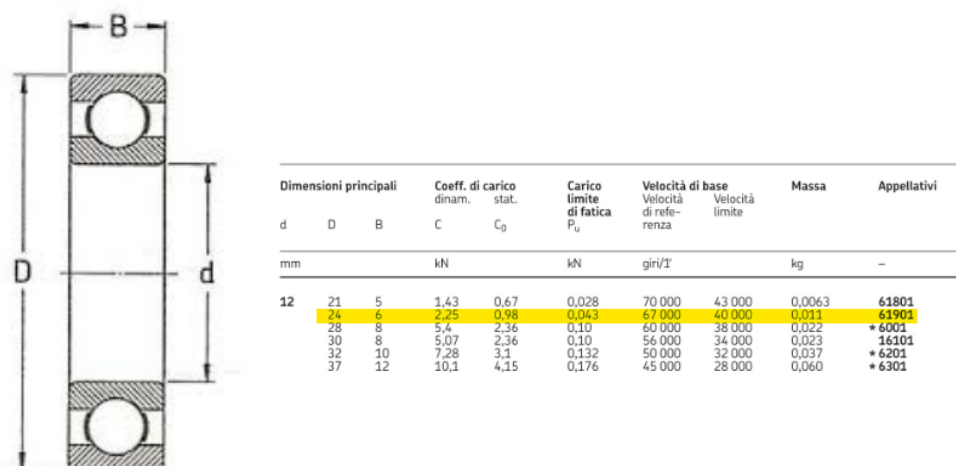 B
D
d
Dimensioni principali Coeff. di carico Carico Velocità di base Massa Appellativi
dinam. stat. limite Velocità Velocità
di fatica di refe- limite
d D B C C₀ Pᵤ renza
mm kN kN giri/1' kg –
12 21 5 1,43 0,67 0,028 70 000 43 000 0,0063 61801
24 6 2,25 0,98 0,043 67 000 40 000 0,011 61901
28 8 5,4 2,36 0,10 60 000 38 000 0,022 * 6001
30 8 5,07 2,36 0,10 56 000 34 000 0,023 16101
32 10 7,28 3,1 0,132 50 000 32 000 0,037 * 6201
37 12 10,1 4,15 0,176 45 000 28 000 0,060 * 6301